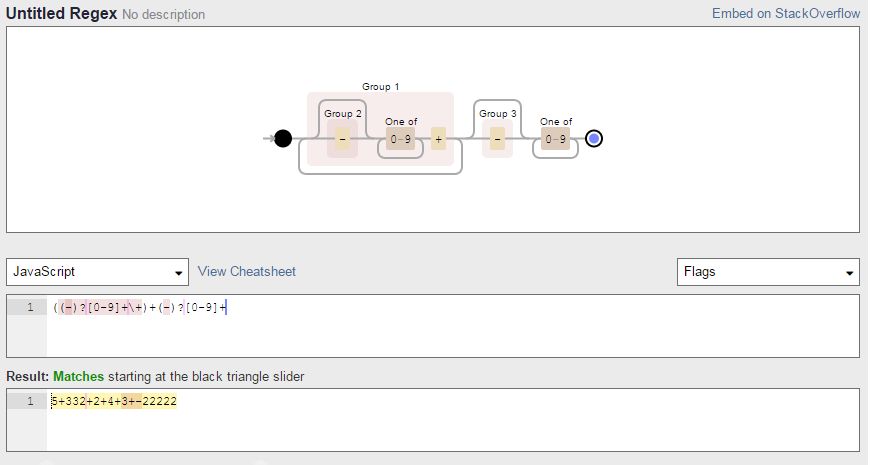 Untitled Regex No description Embed on StackOverflow
Group 1
Group 2 One of Group 3 One of
- 0-9 + - 0-9
JavaScript View Cheatsheet Flags
1 ((-)?[0-9]+\+)+(-)?[0-9]+
Result: Matches starting at the black triangle slider
1 5+332+2+4+3+-22222